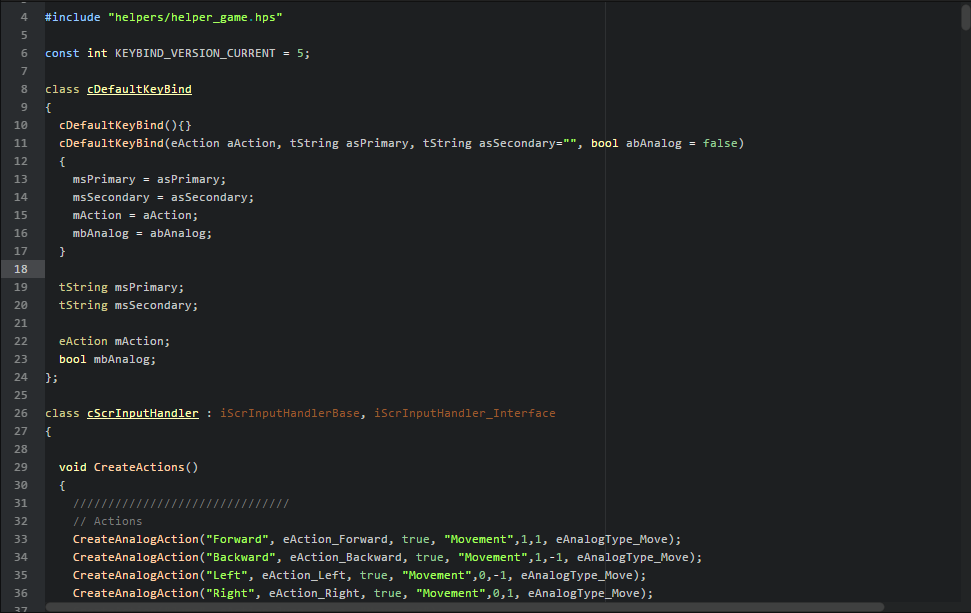 4 #include "helpers/helper_game.hps"
5
6 const int KEYBIND_VERSION_CURRENT = 5;
7
8 class cDefaultKeyBind
9 {
10 cDefaultKeyBind(){}
11 cDefaultKeyBind(eAction aAction, tString asPrimary, tString asSecondary="", bool abAnalog = false)
12 {
13 msPrimary = asPrimary;
14 msSecondary = asSecondary;
15 mAction = aAction;
16 mbAnalog = abAnalog;
17 }
18
19 tString msPrimary;
20 tString msSecondary;
21
22 eAction mAction;
23 bool mbAnalog;
24 };
25
26 class cScrInputHandler : iScrInputHandlerBase, iScrInputHandler_Interface
27 {
28
29 void CreateActions()
30 {
31 ///////////////////////////////
32 // Actions
33 CreateAnalogAction("Forward", eAction_Forward, true, "Movement",1,1, eAnalogType_Move);
34 CreateAnalogAction("Backward", eAction_Backward, true, "Movement",1,-1, eAnalogType_Move);
35 CreateAnalogAction("Left", eAction_Left, true, "Movement",0,-1, eAnalogType_Move);
36 CreateAnalogAction("Right", eAction_Right, true, "Movement",0,1, eAnalogType_Move);
37